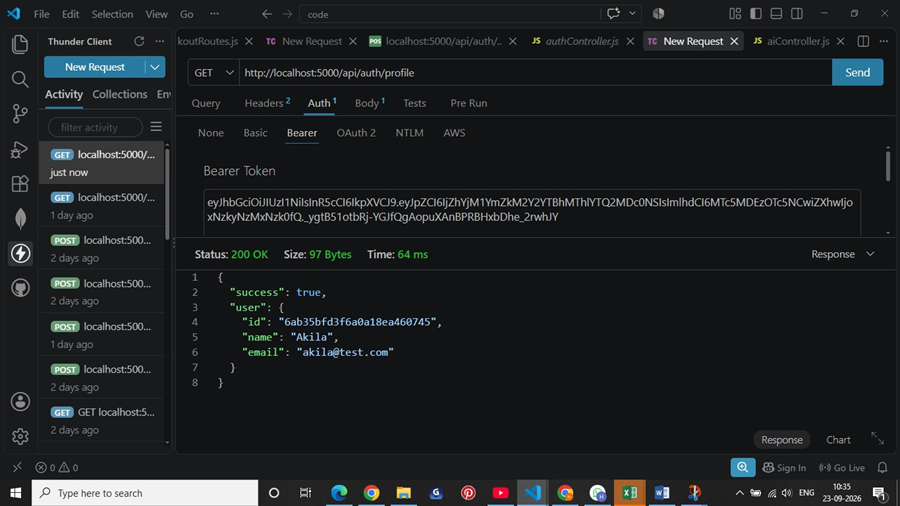 File Edit Selection View Go ··· code
Thunder Client
koutRoutes.js TC New Request POS localhost:5000/api/auth/.. JS authController.js TC New Request JS aiController.js
New Request
GET http://localhost:5000/api/auth/profile Send
Activity Collections En
Query Headers 2 Auth 1 Body 1 Tests Pre Run
filter activity
None Basic Bearer OAuth 2 NTLM AWS
GET localhost:5000/...
just now
GET localhost:5000/...
1 day ago
POST localhost:500...
2 days ago
POST localhost:500...
2 days ago
POST localhost:500...
1 day ago
POST localhost:500...
2 days ago
GET GET localhost:5...
2 days ago
Bearer Token
Status: 200 OK Size: 97 Bytes Time: 64 ms Response
1 {
2 "success": true,
3 "user": {
4 "id": "6ab35bfd3f6a0a18ea460745",
5 "name": "Akila",
6 "email": "akila@test.com"
7 }
8 }
Response Chart
0 0 Sign In Go Live
Type here to search
ENG
10:35
23-09-2026
1